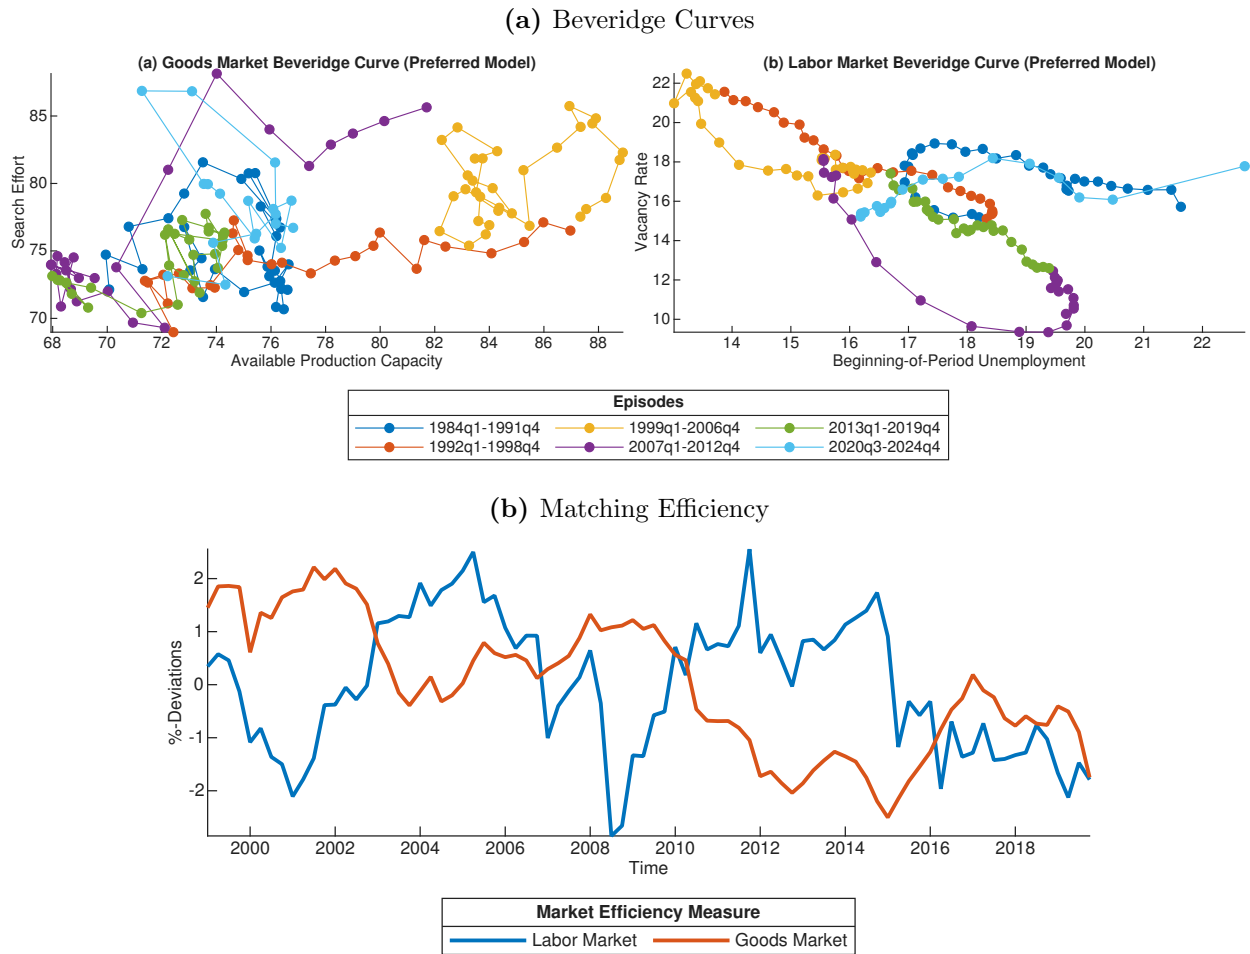 (a) Beveridge Curves
(a) Goods Market Beveridge Curve (Preferred Model)
85
80
75
70
Search Effort
68 70 72 74 76 78 80 82 84 86 88
Available Production Capacity
(b) Labor Market Beveridge Curve (Preferred Model)
22
20
18
16
14
12
10
Vacancy Rate
14 15 16 17 18 19 20 21 22
Beginning-of-Period Unemployment
Episodes
1984q1-1991q4 1999q1-2006q4 2013q1-2019q4
1992q1-1998q4 2007q1-2012q4 2020q3-2024q4
(b) Matching Efficiency
2
1
0
-1
-2
%-Deviations
2000 2002 2004 2006 2008 2010 2012 2014 2016 2018
Time
Market Efficiency Measure
Labor Market Goods Market